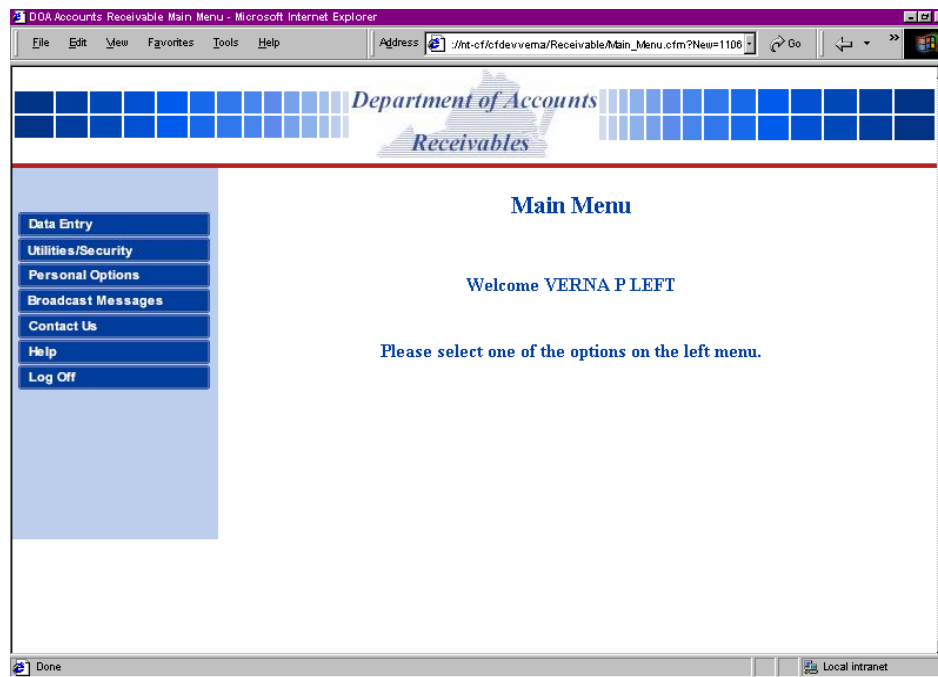 DOA Accounts Receivable Main Menu - Microsoft Internet Explorer
File Edit View Favorites Tools Help Address ://nt-cf/cfdevverna/Receivable/Main_Menu.cfm?New=1106 Go »
Department of Accounts
Receivables
Main Menu
Data Entry
Utilities/Security
Personal Options
Broadcast Messages
Contact Us
Help
Log Off
Welcome VERNA P LEFT
Please select one of the options on the left menu.
Done Local intranet